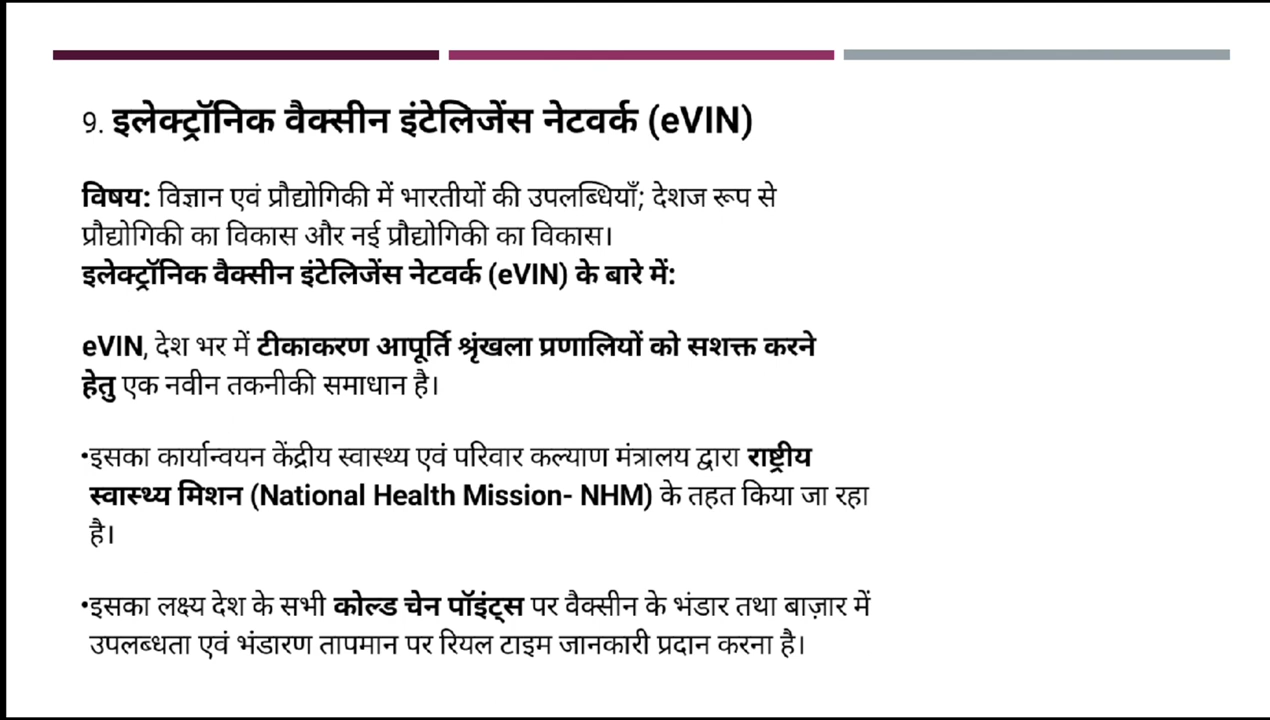 9. इलेक्ट्रॉनिक वैक्सीन इंटेलिजेंस नेटवर्क (eVIN)
विषय: विज्ञान एवं प्रौद्योगिकी में भारतीयों की उपलब्धियाँ; देशज रूप से
प्रौद्योगिकी का विकास और नई प्रौद्योगिकी का विकास।
इलेक्ट्रॉनिक वैक्सीन इंटेलिजेंस नेटवर्क (eVIN) के बारे में:
eVIN, देश भर में टीकाकरण आपूर्ति श्रृंखला प्रणालियों को सशक्त करने
हेतु एक नवीन तकनीकी समाधान है।
•इसका कार्यान्वयन केंद्रीय स्वास्थ्य एवं परिवार कल्याण मंत्रालय द्वारा राष्ट्रीय
स्वास्थ्य मिशन (National Health Mission- NHM) के तहत किया जा रहा
है।
•इसका लक्ष्य देश के सभी कोल्ड चेन पॉइंट्स पर वैक्सीन के भंडार तथा बाज़ार में
उपलब्धता एवं भंडारण तापमान पर रियल टाइम जानकारी प्रदान करना है।